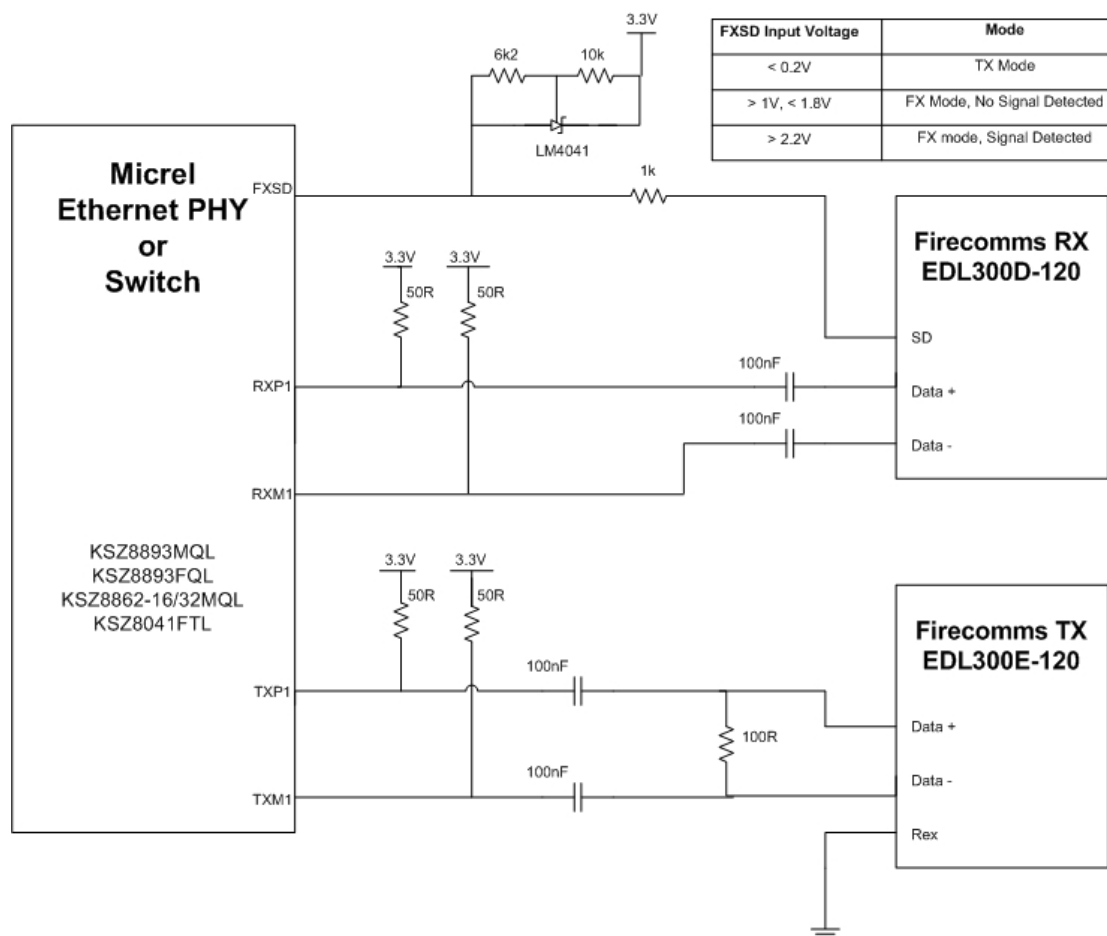 3.3V
6k2
10k
LM4041
FXSD Input Voltage
Mode
< 0.2V
TX Mode
> 1V, < 1.8V
FX Mode, No Signal Detected
> 2.2V
FX mode, Signal Detected
Micrel
Ethernet PHY
or
Switch
FXSD
1k
3.3V
3.3V
50R
50R
Firecomms RX
EDL300D-120
SD
100nF
RXP1
Data +
100nF
Data -
RXM1
KSZ8893MQL
KSZ8893FQL
KSZ8862-16/32MQL
KSZ8041FTL
3.3V
3.3V
50R
50R
Firecomms TX
EDL300E-120
100nF
TXP1
Data +
100R
100nF
Data -
TXM1
Rex